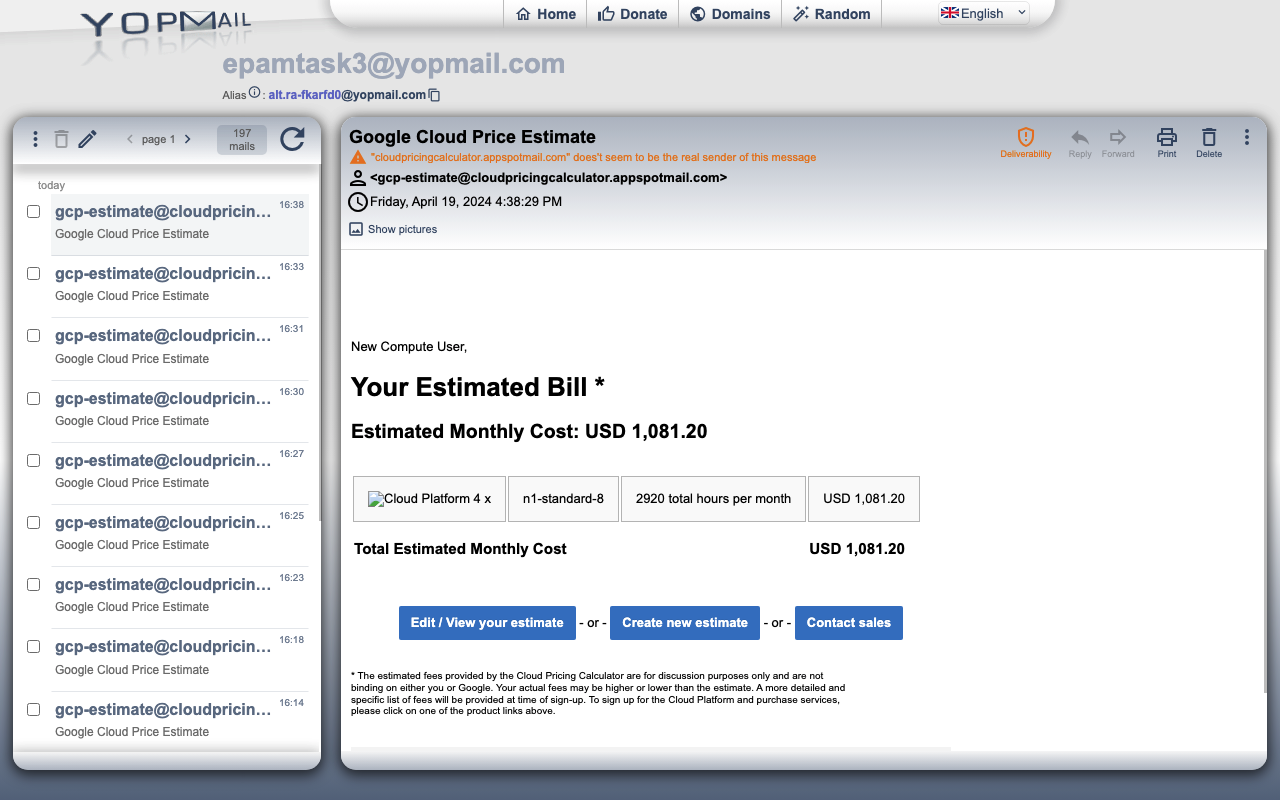 YOPMAIL
Home
Donate
Domains
Random
English
epamtask3@yopmail.com
Alias : alt.ra-fkarfd0@yopmail.com
page 1
197
mails
today
gcp-estimate@cloudpricin... 16:38
Google Cloud Price Estimate
gcp-estimate@cloudpricin... 16:33
Google Cloud Price Estimate
gcp-estimate@cloudpricin... 16:31
Google Cloud Price Estimate
gcp-estimate@cloudpricin... 16:30
Google Cloud Price Estimate
gcp-estimate@cloudpricin... 16:27
Google Cloud Price Estimate
gcp-estimate@cloudpricin... 16:25
Google Cloud Price Estimate
gcp-estimate@cloudpricin... 16:23
Google Cloud Price Estimate
gcp-estimate@cloudpricin... 16:18
Google Cloud Price Estimate
gcp-estimate@cloudpricin... 16:14
Google Cloud Price Estimate
Google Cloud Price Estimate
"cloudpricingcalculator.appspotmail.com" does't seem to be the real sender of this message
<gcp-estimate@cloudpricingcalculator.appspotmail.com>
Friday, April 19, 2024 4:38:29 PM
Show pictures
Deliverability
Reply
Forward
Print
Delete
New Compute User,
Your Estimated Bill *
Estimated Monthly Cost: USD 1,081.20
Cloud Platform 4 x n1-standard-8 2920 total hours per month USD 1,081.20
Total Estimated Monthly Cost USD 1,081.20
Edit / View your estimate - or - Create new estimate - or - Contact sales
* The estimated fees provided by the Cloud Pricing Calculator are for discussion purposes only and are not
binding on either you or Google. Your actual fees may be higher or lower than the estimate. A more detailed and
specific list of fees will be provided at time of sign-up. To sign up for the Cloud Platform and purchase services,
please click on one of the product links above.